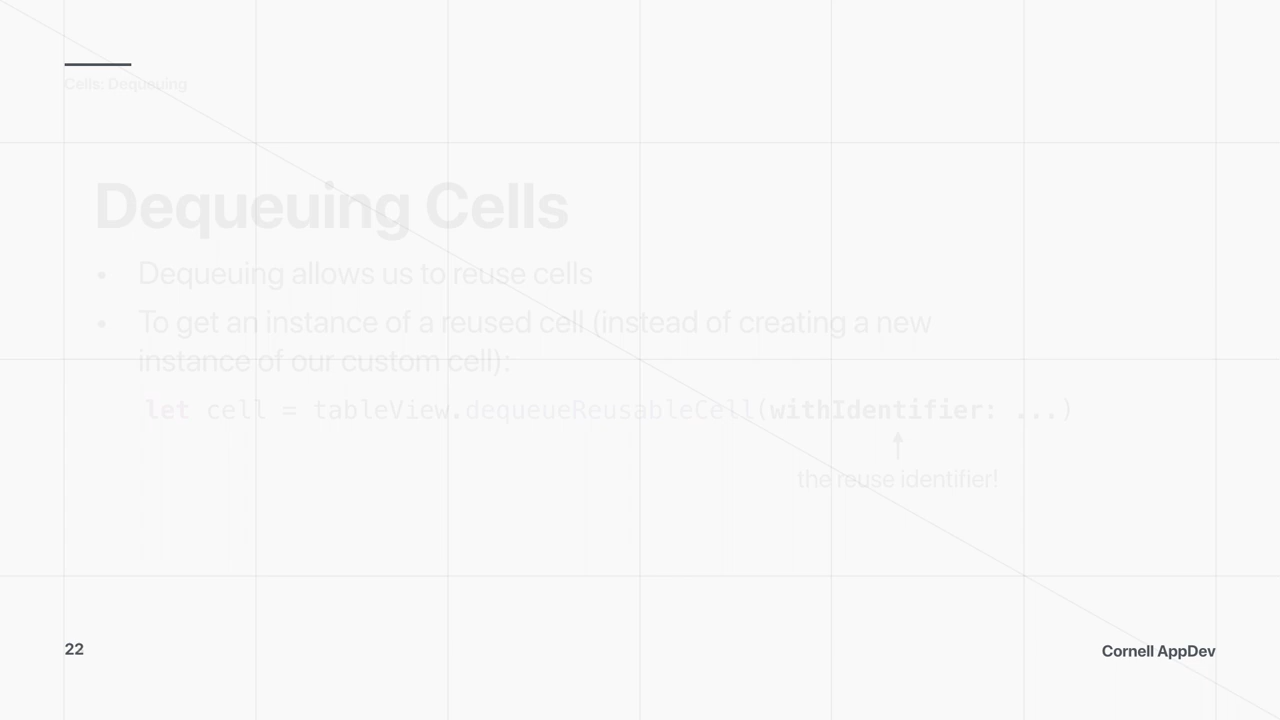 Cells: Dequeuing
Dequeuing Cells
• Dequeuing allows us to reuse cells
• To get an instance of a reused cell (instead of creating a new
instance of our custom cell):
let cell = tableView.dequeueReusableCell(withIdentifier: ...)
the reuse identifier!
22
Cornell AppDev